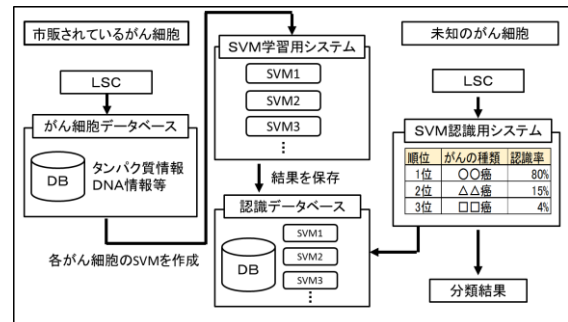 市販されているがん細胞
LSC
がん細胞データベース
DB
タンパク質情報
DNA情報等
各がん細胞のSVMを作成
SVM学習用システム
SVM1
SVM2
SVM3
⋮
結果を保存
認識データベース
DB
SVM1
SVM2
SVM3
⋮
未知のがん細胞
LSC
SVM認識用システム
順位 がんの種類 認識率
1位 〇〇癌 80%
2位 △△癌 15%
3位 □□癌 4%
分類結果